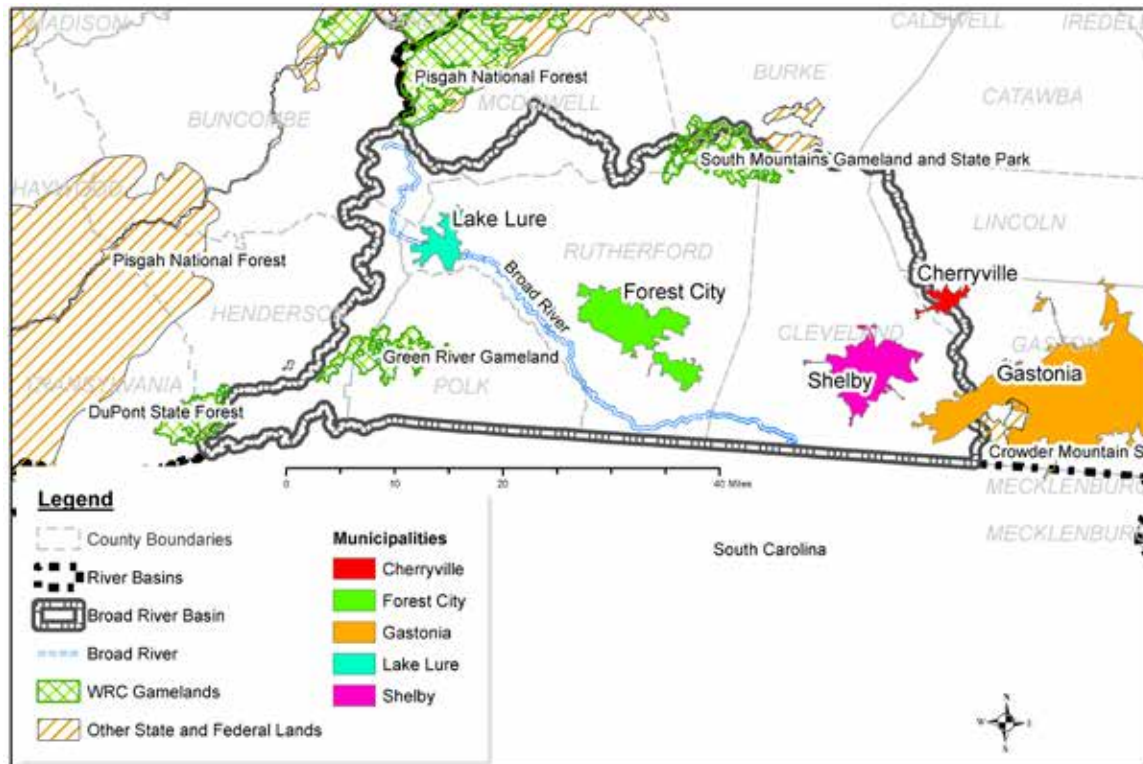 MADISON
CALDWELL
IREDELL
Pisgah National Forest
BURKE
MCDOWELL
CATAWBA
BUNCOMBE
South Mountains Gameland and State Park
HAYWOOD
Lake Lure
LINCOLN
RUTHERFORD
Pisgah National Forest
Broad River
Cherryville
Forest City
HENDERSON
CLEVELAND
GASTON
Green River Gameland
Shelby
Gastonia
TRANSYLVANIA
POLK
DuPont State Forest
Crowder Mountain S
0 10 20 40 Miles
MECKLENBURG
MECKLENBURG
South Carolina
Legend
County Boundaries
River Basins
Broad River Basin
Broad River
WRC Gamelands
Other State and Federal Lands
Municipalities
Cherryville
Forest City
Gastonia
Lake Lure
Shelby
N
W
E
S